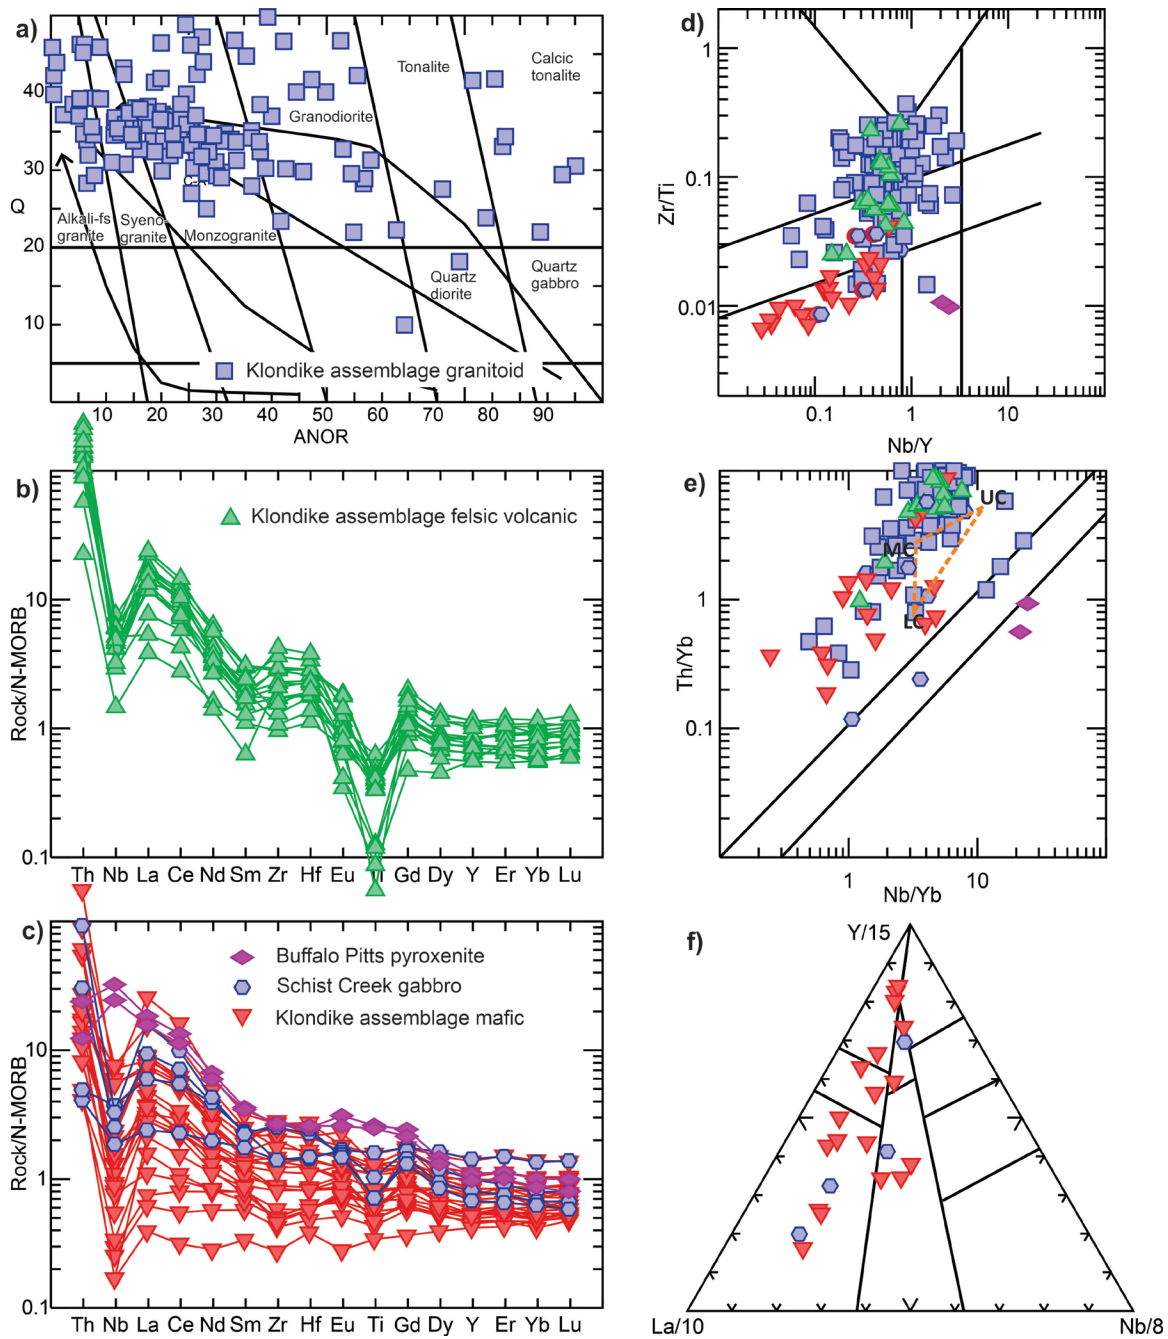 a)
Q
40
30
20
10
Tonalite
Calcic
tonalite
Granodiorite
Alkali-fs
granite
Syeno-
granite
Monzogranite
Quartz
diorite
Quartz
gabbro
Klondike assemblage granitoid
10 20 30 40 50 60 70 80 90
ANOR
b)
Klondike assemblage felsic volcanic
Rock/N-MORB
10
1
0.1
Th Nb La Ce Nd Sm Zr Hf Eu Ti Gd Dy Y Er Yb Lu
c)
Buffalo Pitts pyroxenite
Schist Creek gabbro
Klondike assemblage mafic
Rock/N-MORB
10
1
0.1
Th Nb La Ce Nd Sm Zr Hf Eu Ti Gd Dy Y Er Yb Lu
d)
Zr/Ti
1
0.1
0.01
0.1 1 10
Nb/Y
e)
Th/Yb
1
0.1
UC
MC
LC
1 10
Nb/Yb
f)
Y/15
La/10
Nb/8